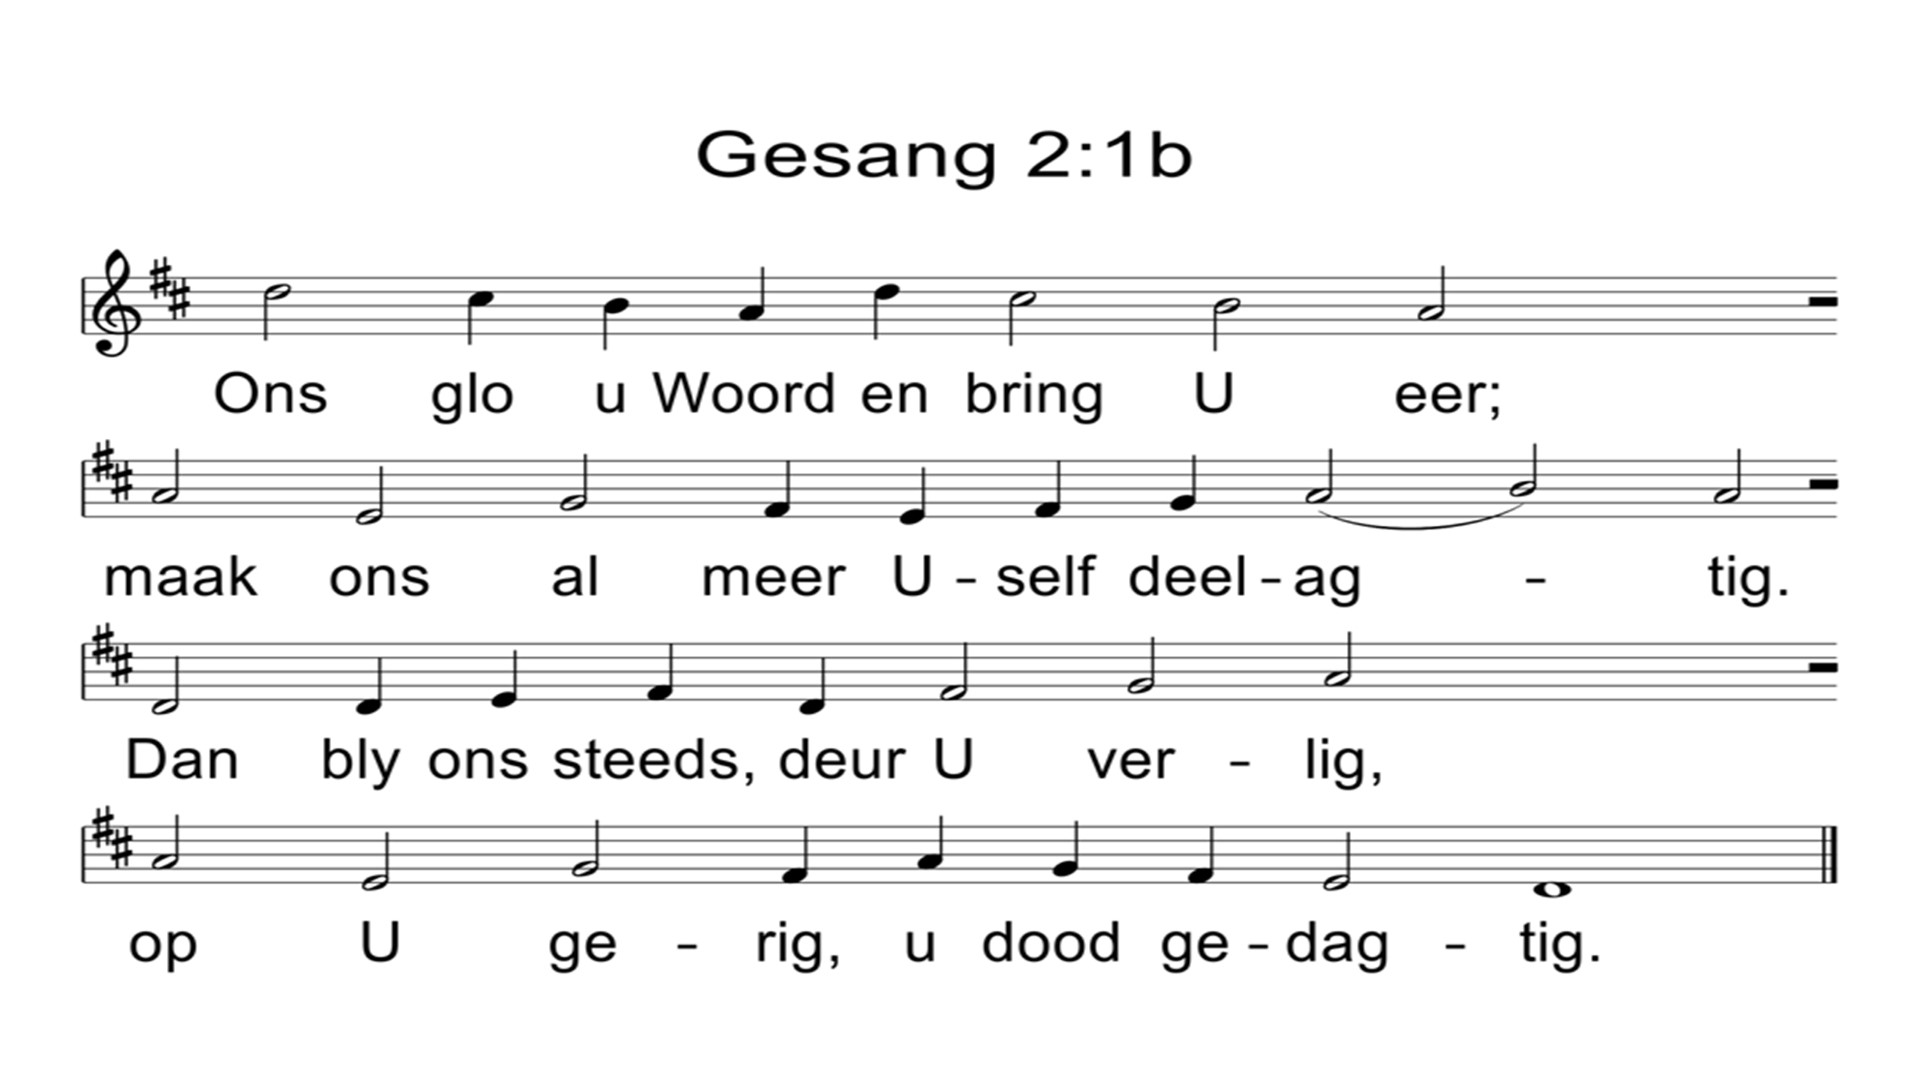 Gesang 2:1b
Ons glo u Woord en bring U eer;
maak ons al meer U - self deel - ag - tig.
Dan bly ons steeds, deur U ver - lig,
op U ge - rig, u dood ge - dag - tig.